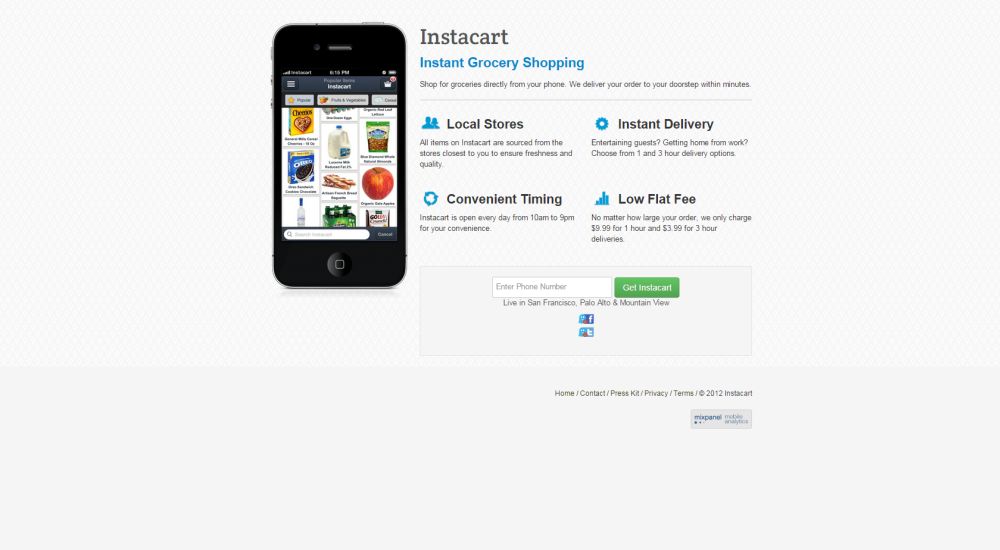 Instacart
Instant Grocery Shopping
Shop for groceries directly from your phone. We deliver your order to your doorstep within minutes.
Local Stores
All items on Instacart are sourced from the
stores closest to you to ensure freshness and
quality.
Instant Delivery
Entertaining guests? Getting home from work?
Choose from 1 and 3 hour delivery options.
Convenient Timing
Instacart is open every day from 10am to 9pm
for your convenience.
Low Flat Fee
No matter how large your order, we only charge
$9.99 for 1 hour and $3.99 for 3 hour
deliveries.
Enter Phone Number
Get Instacart
Live in San Francisco, Palo Alto & Mountain View
Instacart
6:15 PM
Popular Items
Instacart
Popular
Fruits & Vegetables
Organic Red Leaf
Lettuce
Cheerios
General Mills Cereal
Cheerios - 18 Oz
Lucerne Milk
Reduced Fat 2%
Blue Diamond Whole
Natural Almonds
OREO
Oreo Sandwich
Cookies Chocolate
Artisan French Bread
Baguette
Organic Gala Apples
Search Instacart
Cancel
Home / Contact / Press Kit / Privacy / Terms / © 2012 Instacart
mixpanel
mobile
analytics